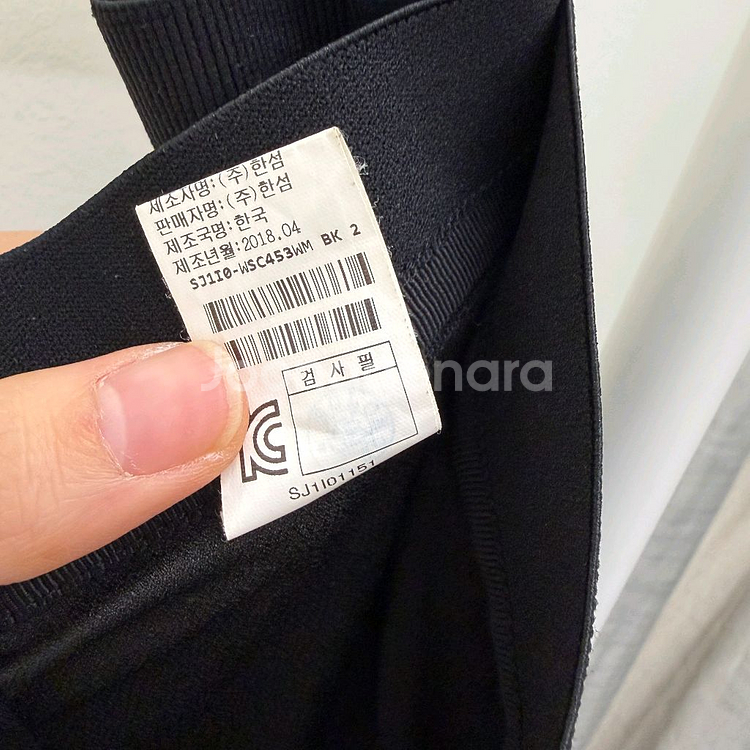 제조사명:(주)한섬
판매자명:(주)한섬
제조국명:한국
제조년월:2018.04
SJ1I0-WSC453WM BK 2
검사필
SJ1I01151